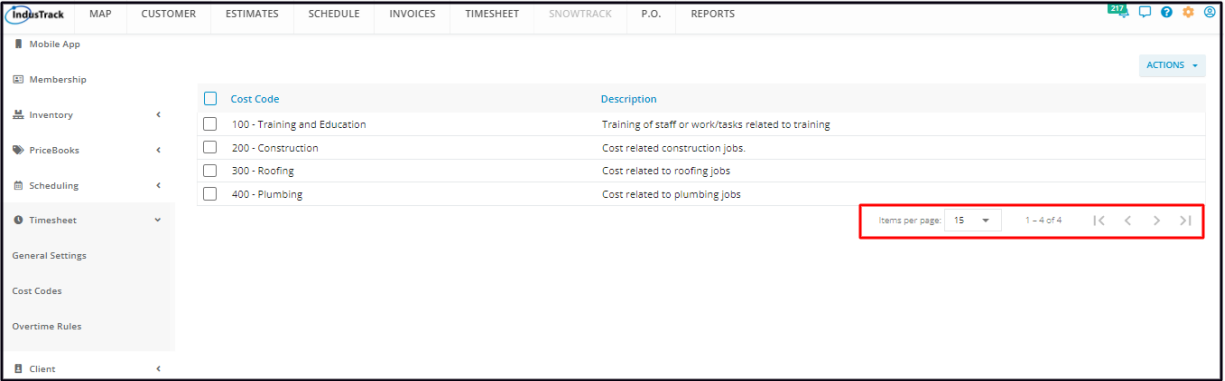 IndusTrack MAP CUSTOMER ESTIMATES SCHEDULE INVOICES TIMESHEET SNOWTRACK P.O. REPORTS 217
Mobile App
ACTIONS
Membership
Cost Code Description
Inventory
100 - Training and Education Training of staff or work/tasks related to training
200 - Construction Cost related construction jobs.
PriceBooks
300 - Roofing Cost related to roofing jobs
Scheduling
400 - Plumbing Cost related to plumbing jobs
Timesheet
Items per page: 15 1 – 4 of 4
General Settings
Cost Codes
Overtime Rules
Client